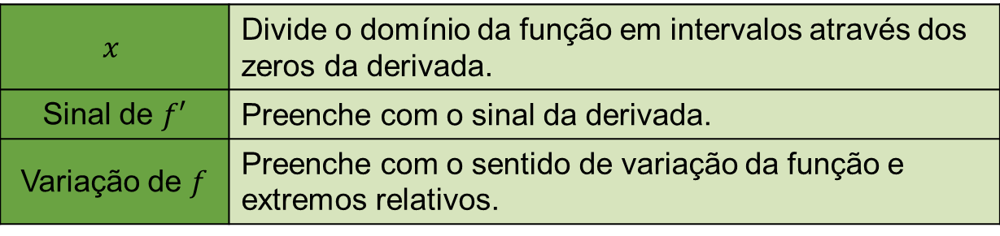 x
Divide o domínio da função em intervalos através dos
zeros da derivada.
Sinal de f′
Preenche com o sinal da derivada.
Variação de f
Preenche com o sentido de variação da função e
extremos relativos.